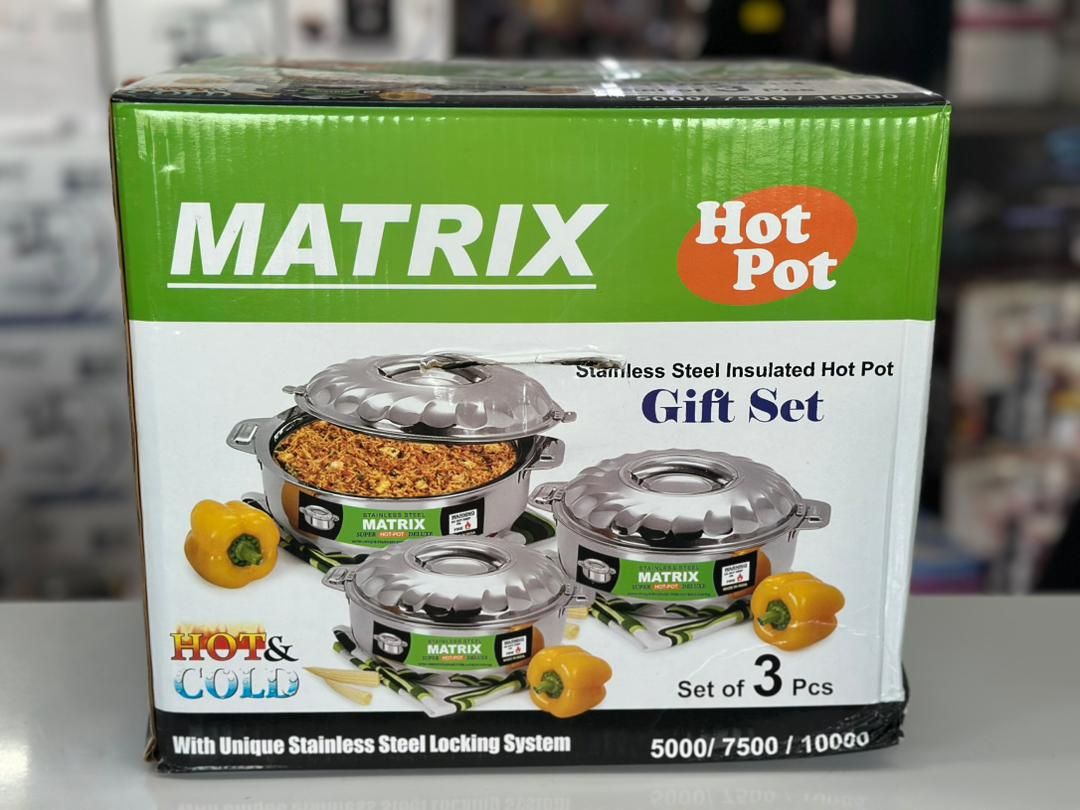 5000/ 7500 / 10000
MATRIX
Hot
Pot
Stainless Steel Insulated Hot Pot
Gift Set
STAINLESS STEEL
MATRIX
SUPER HOT-POT DELUXE
WARNING
FIRE
STAINLESS STEEL
MATRIX
SUPER HOT-POT DELUXE
WARNING
FIRE
STAINLESS STEEL
MATRIX
SUPER HOT-POT DELUXE
WARNING
HOT&
COLD
Set of 3 Pcs
With Unique Stainless Steel Locking System
5000/ 7500 / 10000